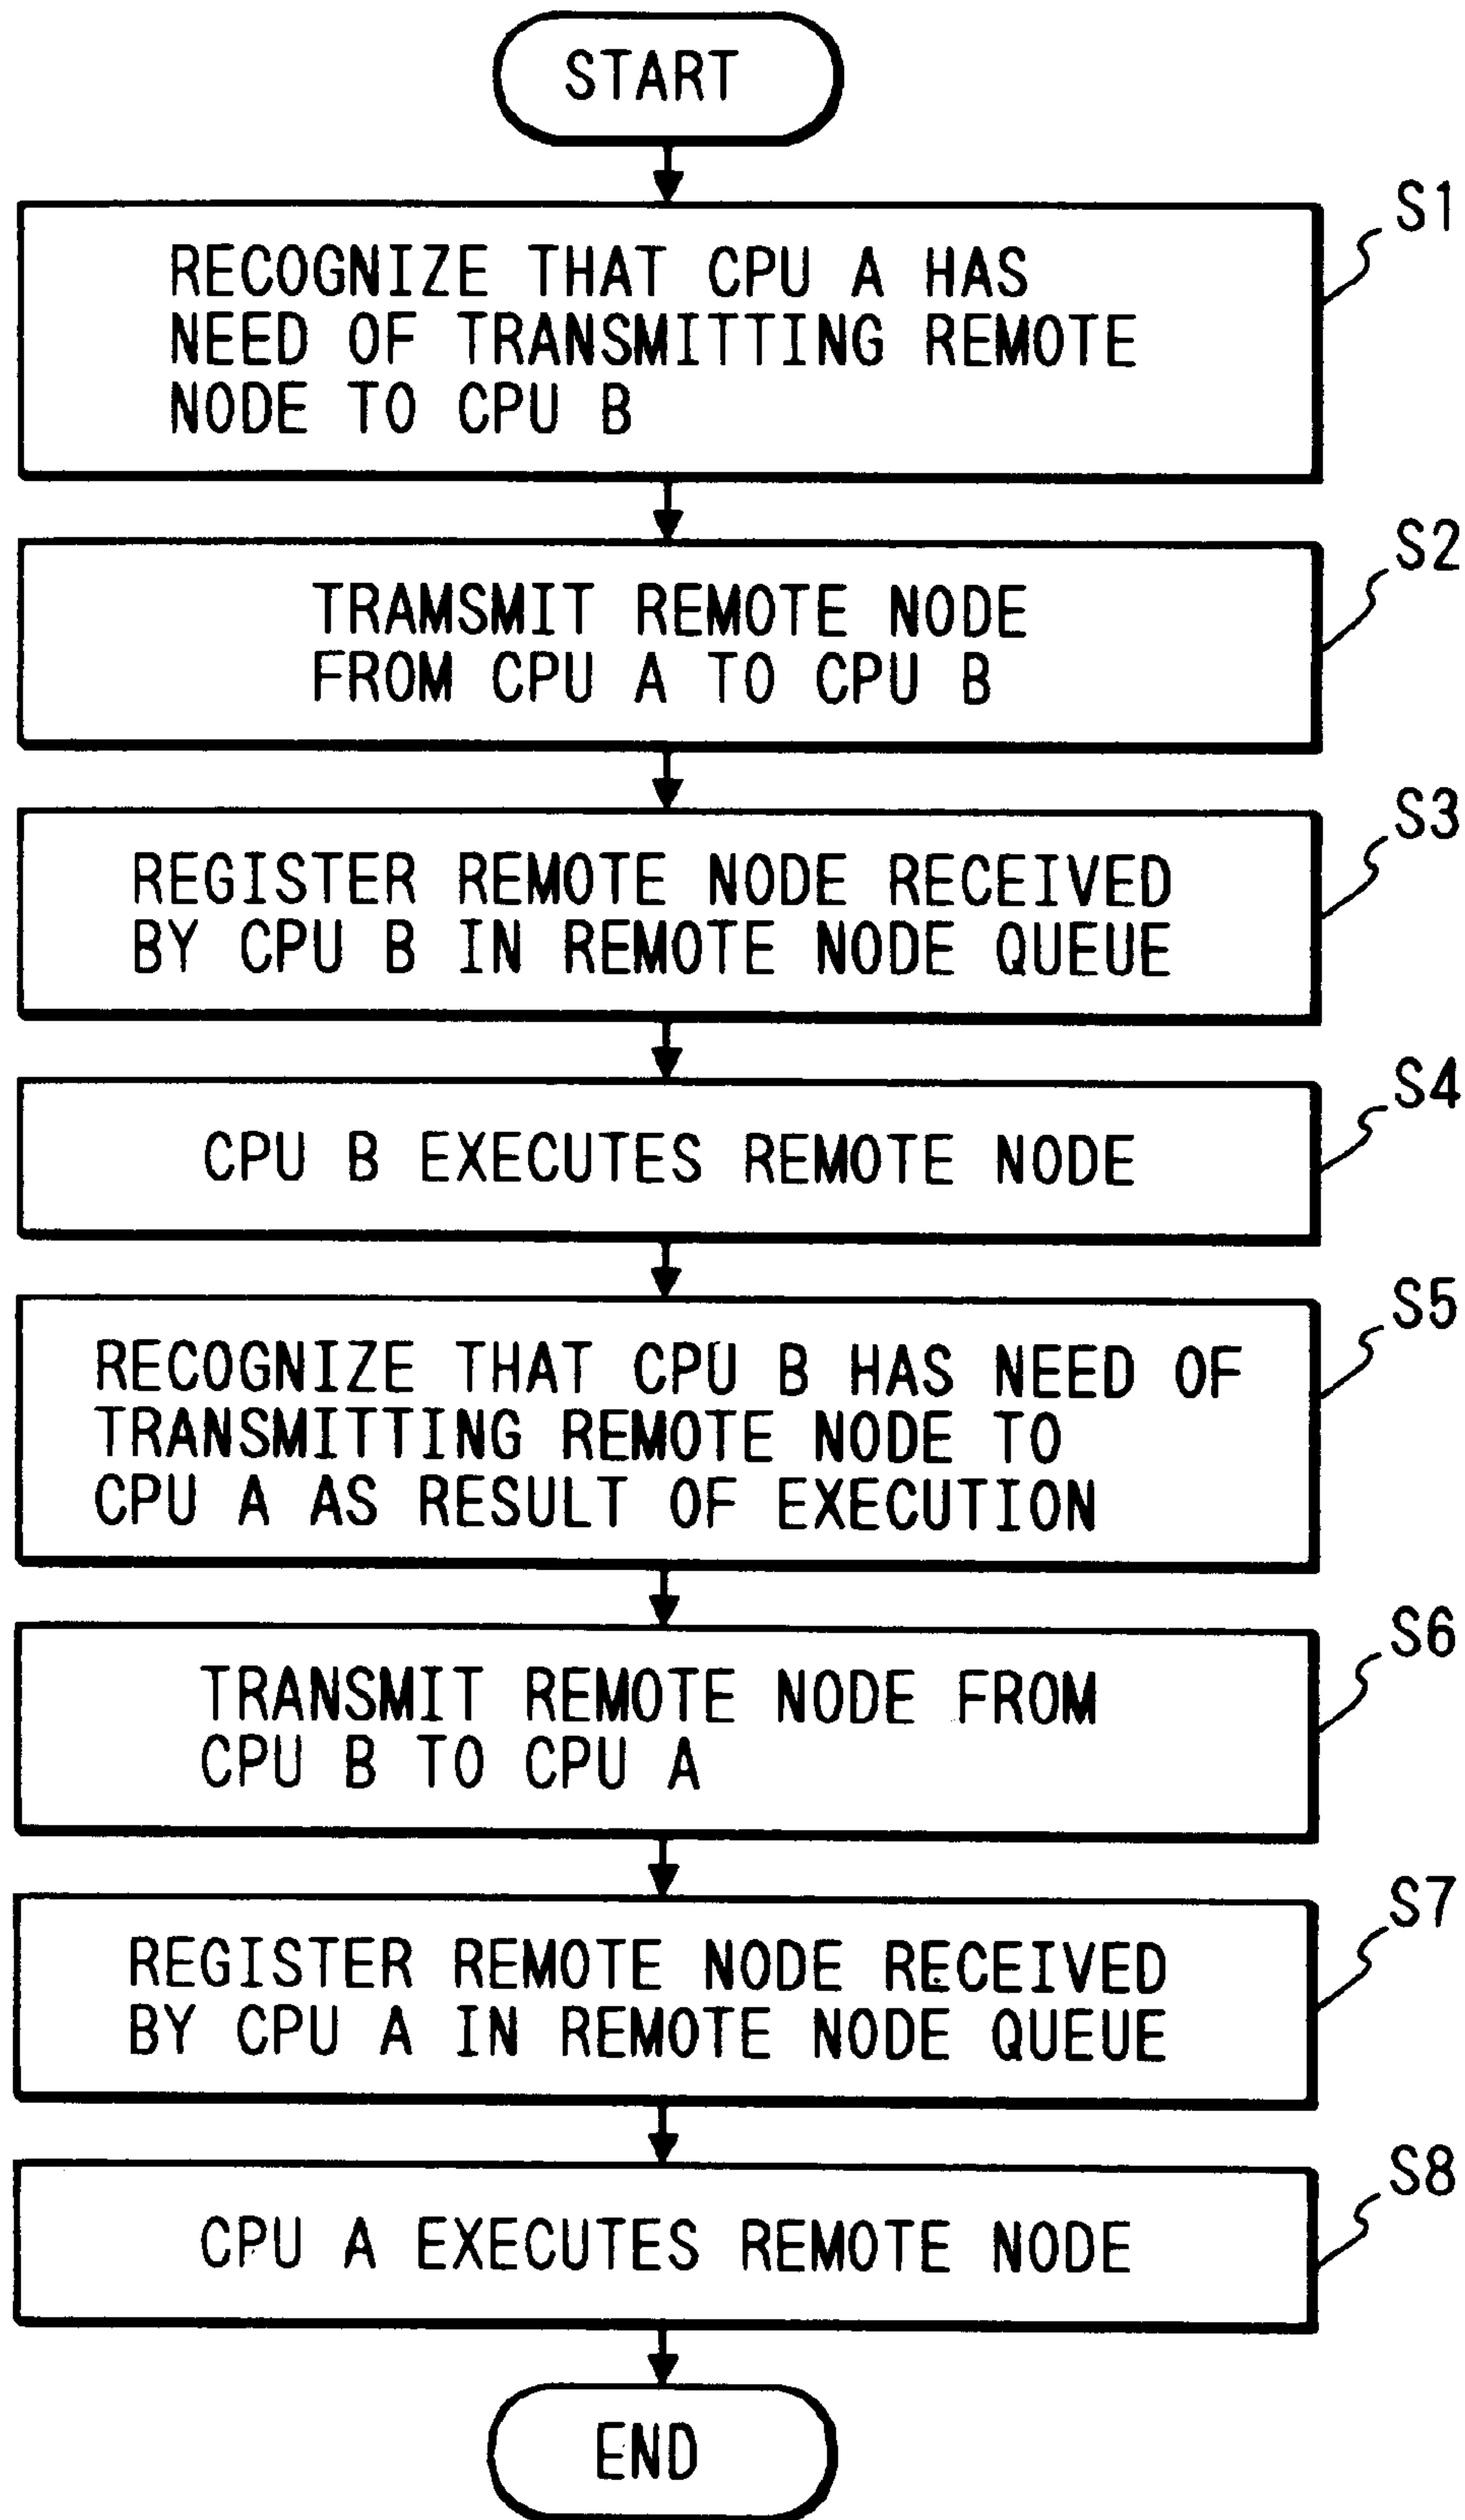 START
S1
RECOGNIZE THAT CPU A HAS
NEED OF TRANSMITTING REMOTE
NODE TO CPU B
S2
TRAMSMIT REMOTE NODE
FROM CPU A TO CPU B
S3
REGISTER REMOTE NODE RECEIVED
BY CPU B IN REMOTE NODE QUEUE
S4
CPU B EXECUTES REMOTE NODE
S5
RECOGNIZE THAT CPU B HAS NEED OF
TRANSMITTING REMOTE NODE TO
CPU A AS RESULT OF EXECUTION
S6
TRANSMIT REMOTE NODE FROM
CPU B TO CPU A
S7
REGISTER REMOTE NODE RECEIVED
BY CPU A IN REMOTE NODE QUEUE
S8
CPU A EXECUTES REMOTE NODE
END